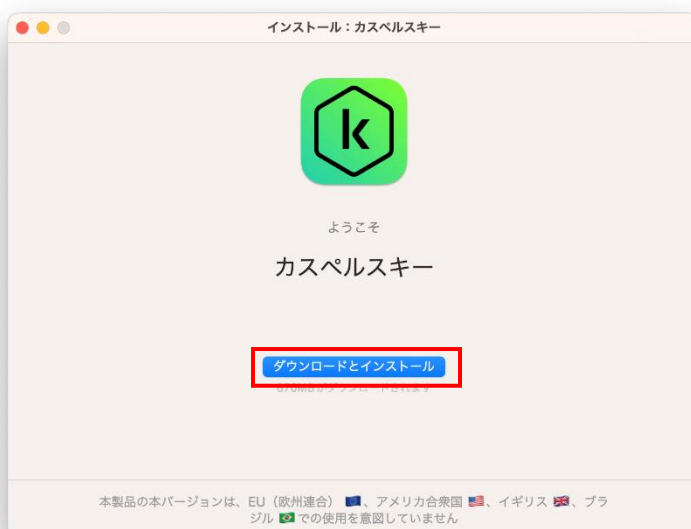 インストール：カスペルスキー
ようこそ
カスペルスキー
ダウンロードとインストール
本製品の本バージョンは、EU（欧州連合） 🇪🇺、アメリカ合衆国 🇺🇸、イギリス 🇬🇧、ブラ
ジル 🇧🇷 での使用を意図していません